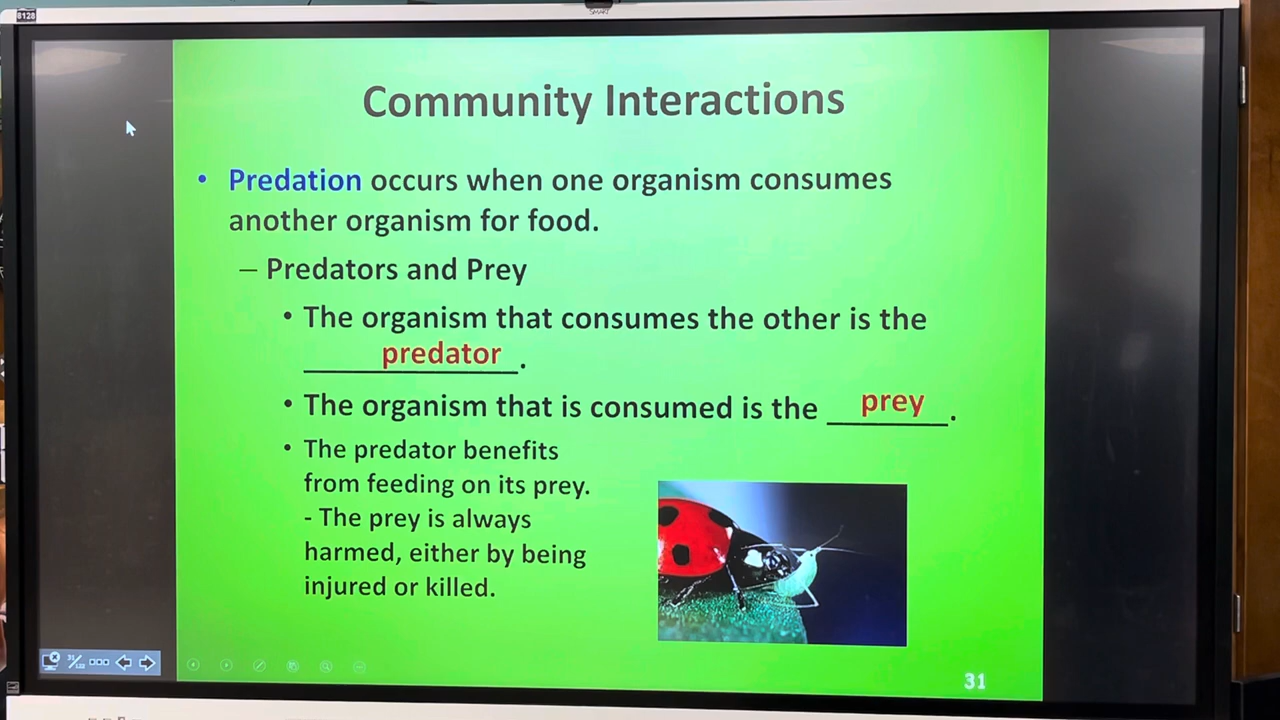 8128
SMART
Community Interactions
• Predation occurs when one organism consumes
another organism for food.
– Predators and Prey
• The organism that consumes the other is the
predator.
• The organism that is consumed is the prey.
• The predator benefits
from feeding on its prey.
- The prey is always
harmed, either by being
injured or killed.
31